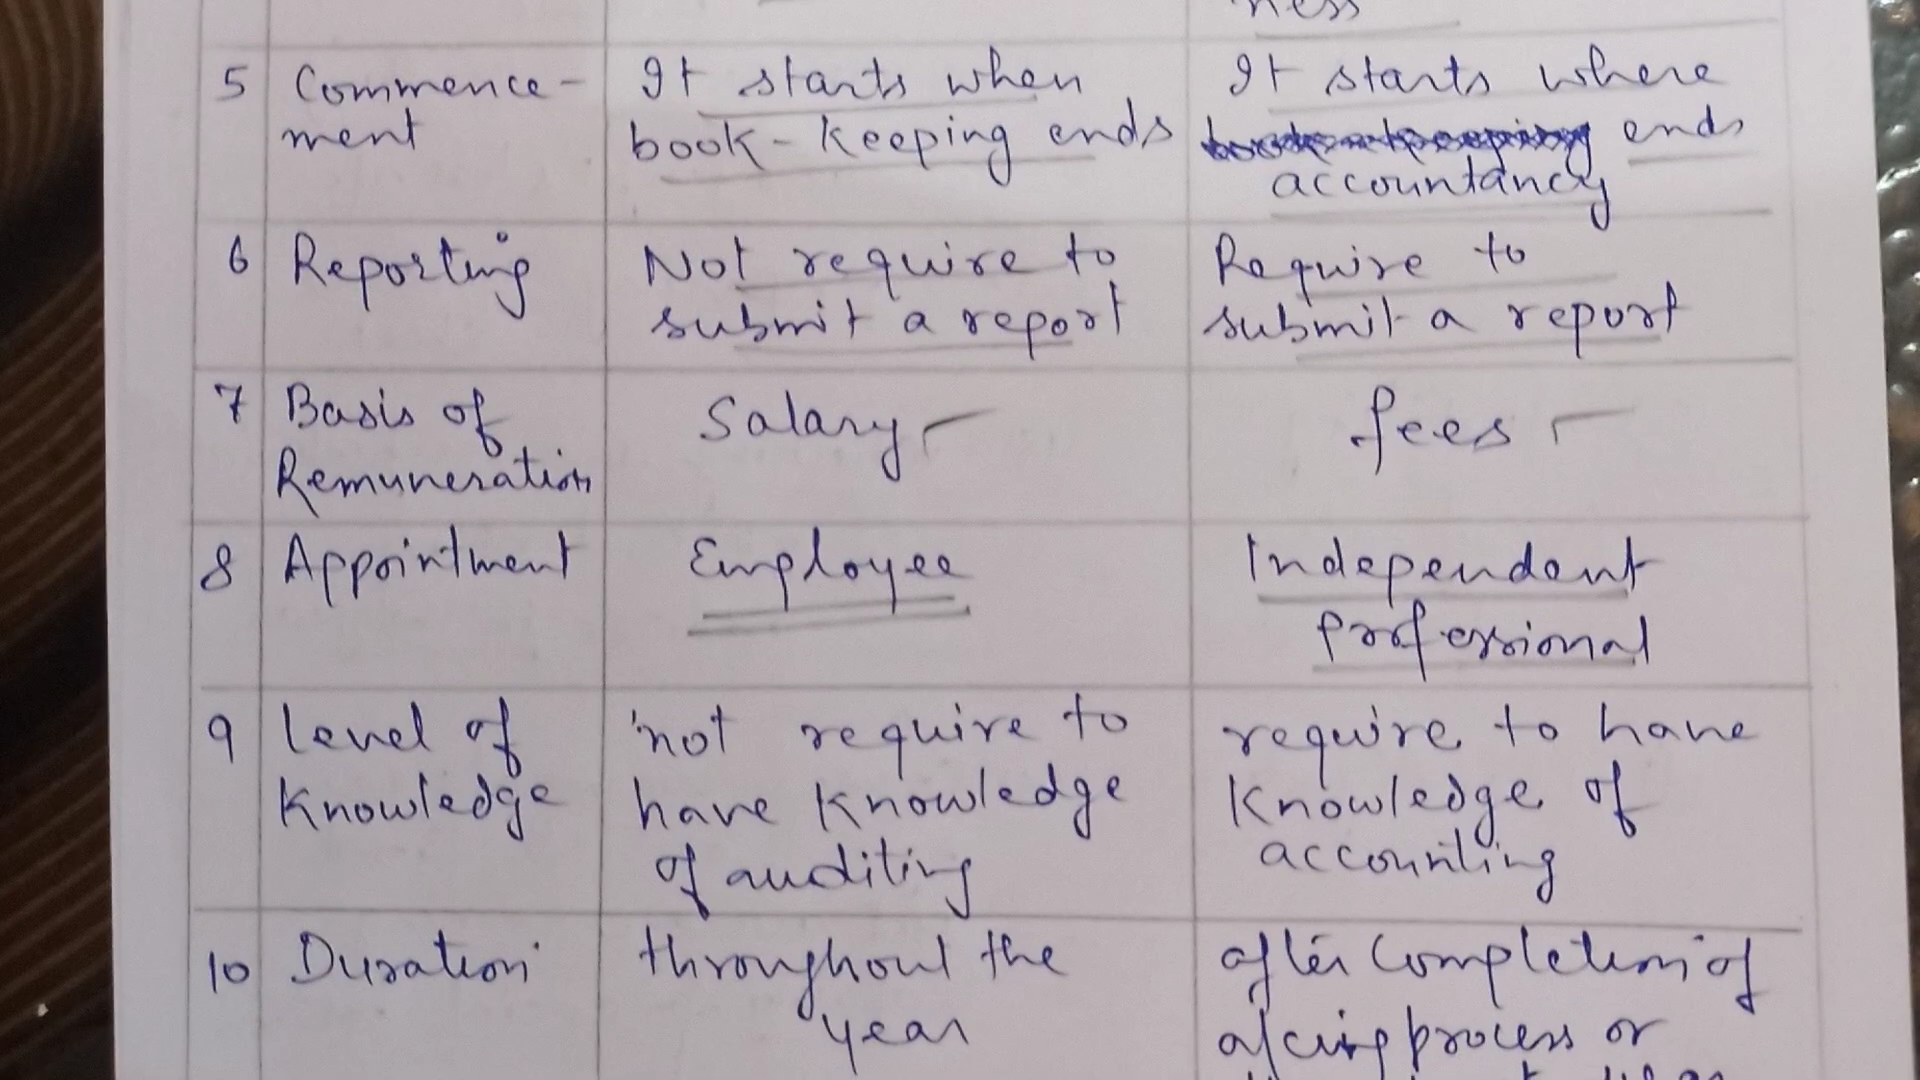 ness
5 Commence- It starts when It starts where
ment book-keeping ends ends
accountancy
6 Reporting Not require to Require to
submit a report submit a report
7 Basis of Salary fees
Remuneration
8 Appointment Employee Independent
Professional
9 level of not require to require to have
Knowledge have knowledge knowledge of
of auditing accounting
10 Duration throughout the after completion of
year a/cing process or